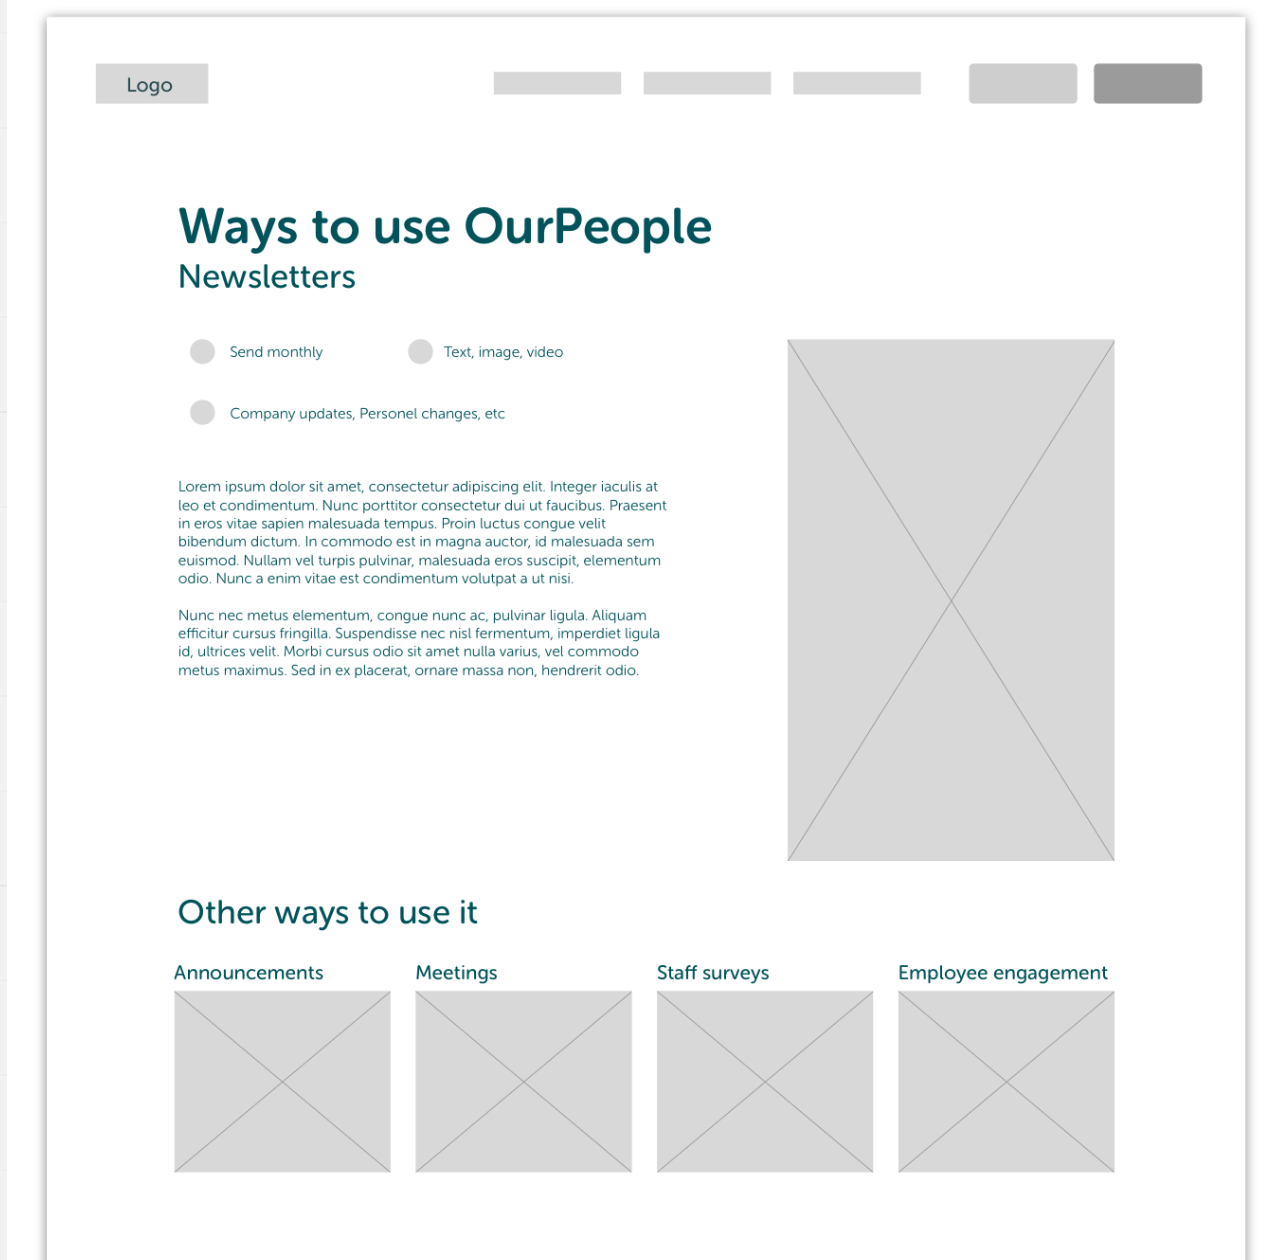 Logo
Ways to use OurPeople
Newsletters
Send monthly
Text, image, video
Company updates, Personel changes, etc
Lorem ipsum dolor sit amet, consectetur adipiscing elit. Integer iaculis at
leo et condimentum. Nunc porttitor consectetur dui ut faucibus. Praesent
in eros vitae sapien malesuada tempus. Proin luctus congue velit
bibendum dictum. In commodo est in magna auctor, id malesuada sem
euismod. Nullam vel turpis pulvinar, malesuada eros suscipit, elementum
odio. Nunc a enim vitae est condimentum volutpat a ut nisi.
Nunc nec metus elementum, congue nunc ac, pulvinar ligula. Aliquam
efficitur cursus fringilla. Suspendisse nec nisl fermentum, imperdiet ligula
id, ultrices velit. Morbi cursus odio sit amet nulla varius, vel commodo
metus maximus. Sed in ex placerat, ornare massa non, hendrerit odio.
Other ways to use it
Announcements
Meetings
Staff surveys
Employee engagement